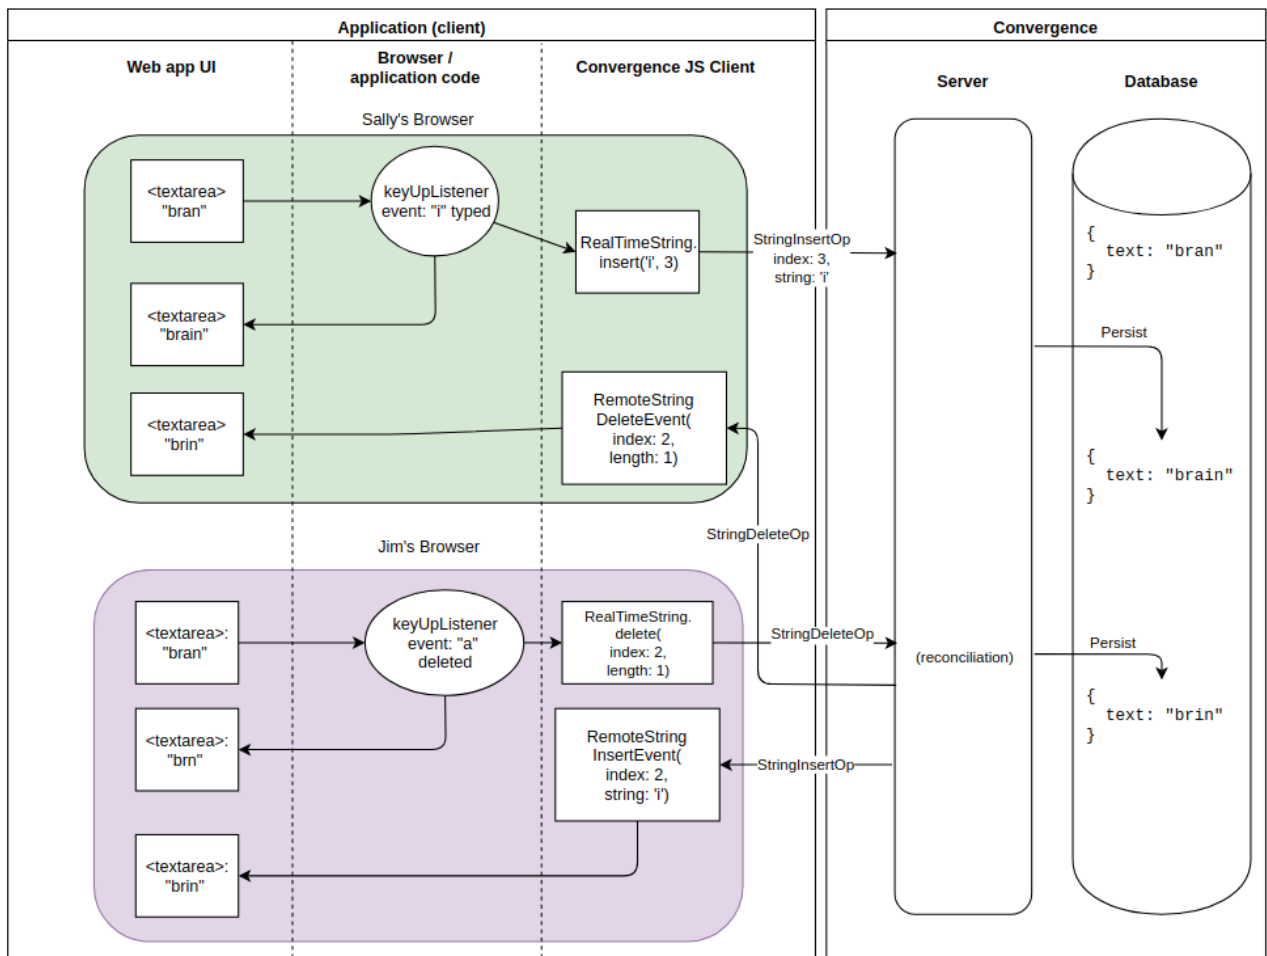 Application (client)
Convergence
Web app UI
Browser /
application code
Convergence JS Client
Server
Database
Sally's Browser
<textarea>
"bran"
keyUpListener
event: "i" typed
RealTimeString.
insert('i', 3)
StringInsertOp
index: 3,
string: 'i'
{
text: "bran"
}
<textarea>
"brain"
Persist
<textarea>
"brin"
RemoteString
DeleteEvent(
index: 2,
length: 1)
{
text: "brain"
}
StringDeleteOp
Jim's Browser
<textarea>:
"bran"
keyUpListener
event: "a"
deleted
RealTimeString.
delete(
index: 2,
length: 1)
StringDeleteOp
(reconciliation)
Persist
{
text: "brin"
}
<textarea>:
"brn"
RemoteString
InsertEvent(
index: 2,
string: 'i')
StringInsertOp
<textarea>:
"brin"